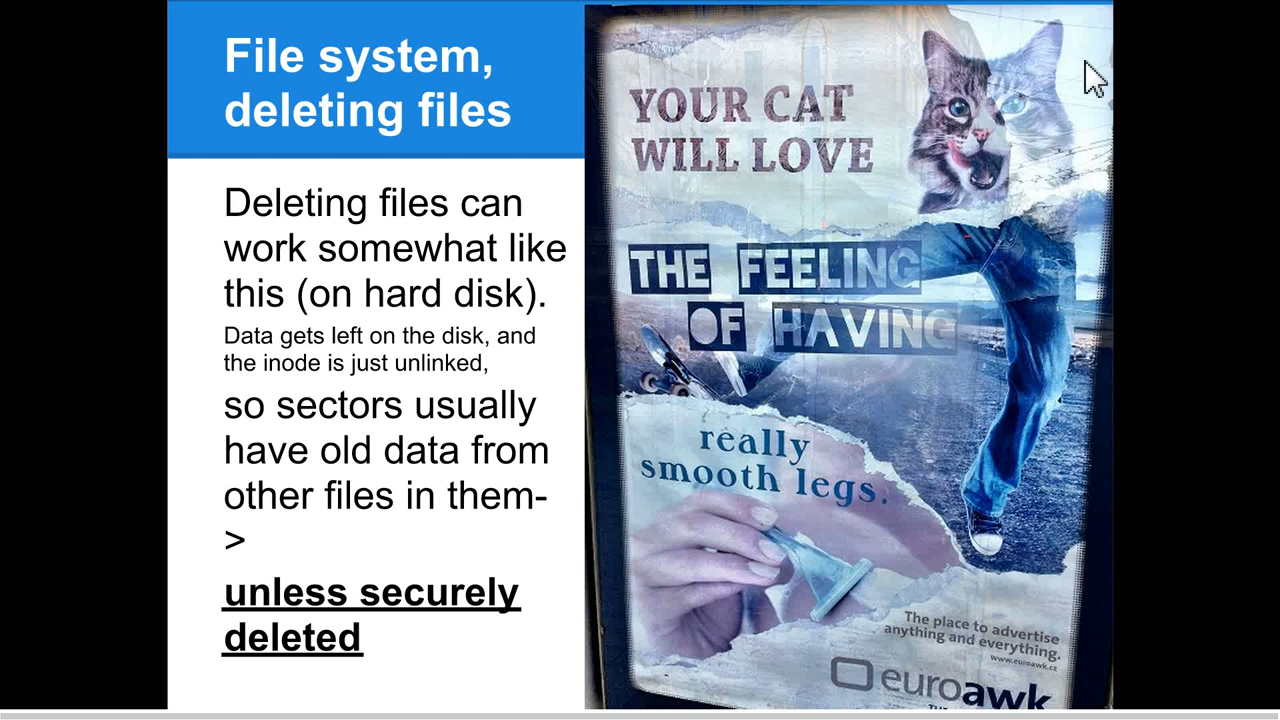 File system,
deleting files
Deleting files can
work somewhat like
this (on hard disk).
Data gets left on the disk, and
the inode is just unlinked,
so sectors usually
have old data from
other files in them-
>
unless securely
deleted
YOUR CAT
WILL LOVE
THE FEELING
OF HAVING
really
smooth legs.
The place to advertise
anything and everything.
www.euroawk.cz
euroawk